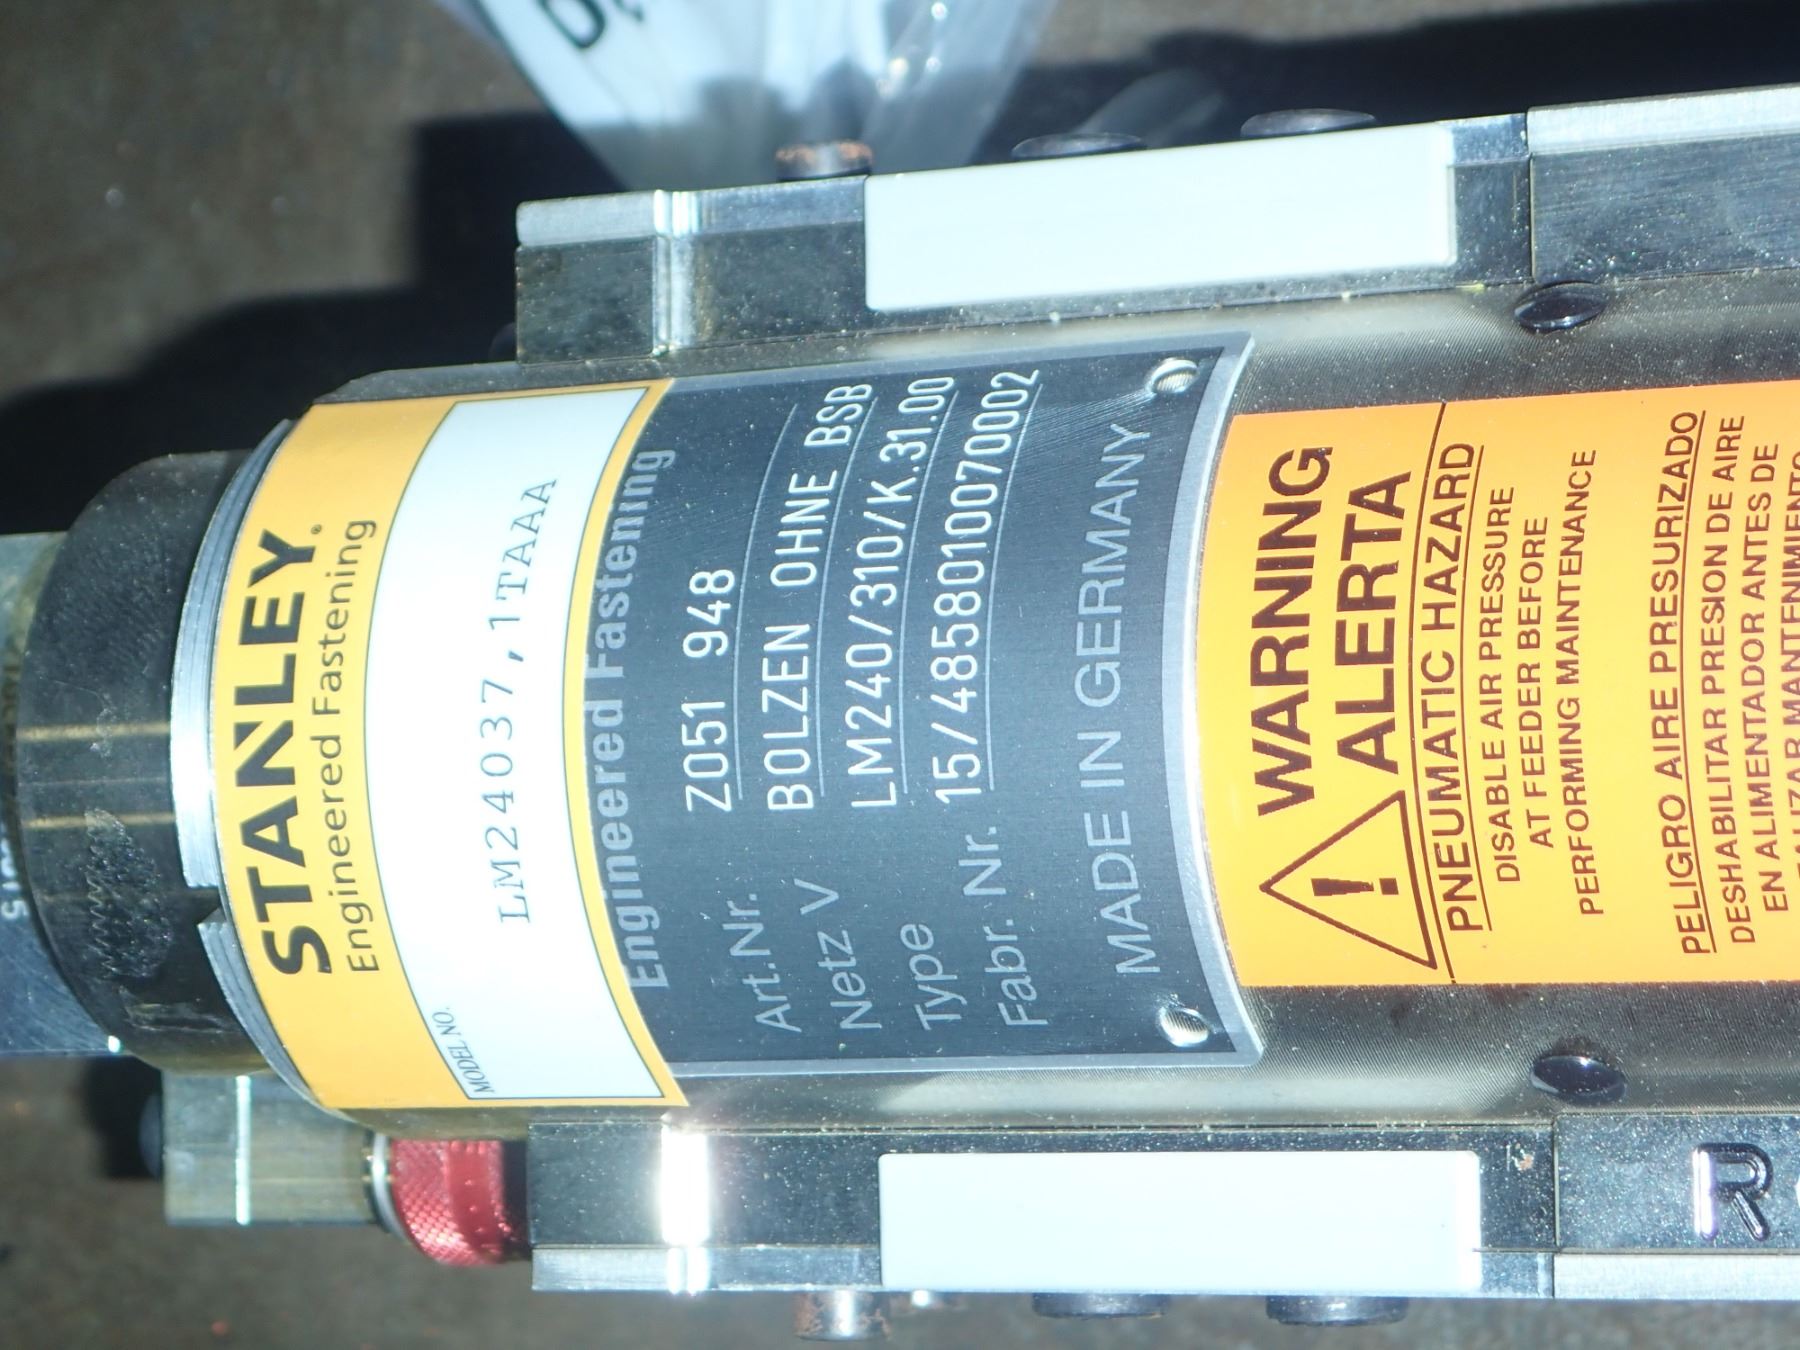 STANLEY®
Engineered Fastening
MODEL NO.
LM24037,1TAAA
Engineered Fastening
Art.Nr. Z051 948
Netz V BOLZEN OHNE BSB
Type LM240/310/K.31.00
Fabr. Nr. 15/4858010070002
MADE IN GERMANY
WARNING
ALERTA
PNEUMATIC HAZARD
DISABLE AIR PRESSURE
AT FEEDER BEFORE
PERFORMING MAINTENANCE
PELIGRO AIRE PRESURIZADO
DESHABILITAR PRESION DE AIRE
EN ALIMENTADOR ANTES DE
R